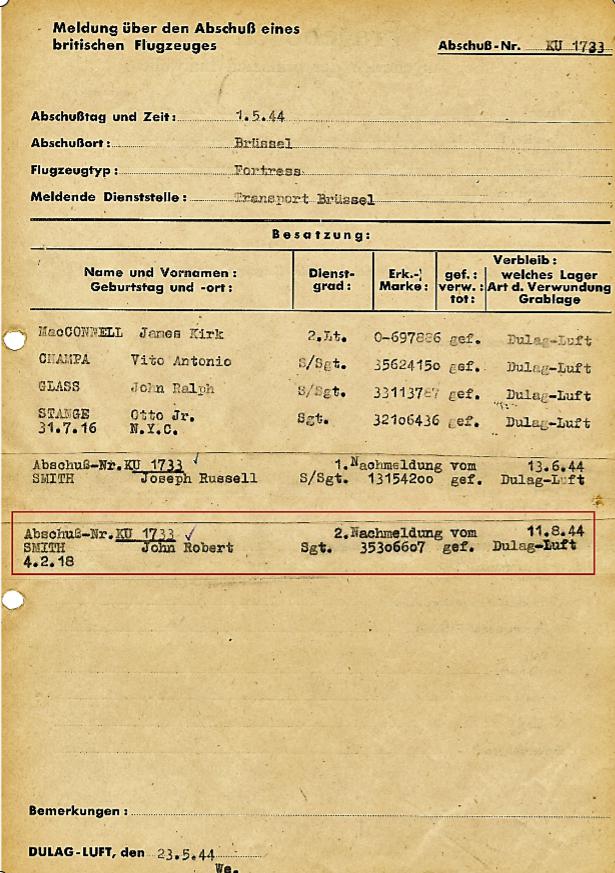 Meldung über den Abschuß eines
britischen Flugzeuges
Abschuß-Nr. KU 1733
Abschußtag und Zeit: 1.5.44
Abschußort: Brüssel
Flugzeugtyp: Fortress
Meldende Dienststelle: Transport Brüssel
Besatzung:
Name und Vornamen: Geburtstag und -ort: Dienst-grad: Erk.-Marke: gef.: verw.: tot: Verbleib: welches Lager Art d. Verwundung Grablage
MacCONNELL James Kirk 2.Lt. O-697886 gef. Dulag-Luft
CHAMPA Vito Antonio S/Sgt. 35624150 gef. Dulag-Luft
GLASS John Ralph S/Sgt. 33113787 gef. Dulag-Luft
STANGE Otto Jr. Sgt. 32106436 gef. Dulag-Luft
31.7.16 N.Y.C.
Abschuß-Nr.KU 1733 1.Nachmeldung vom 13.6.44
SMITH Joseph Russell S/Sgt. 13154200 gef. Dulag-Luft
Abschuß-Nr.KU 1733 2.Nachmeldung vom 11.8.44
SMITH John Robert Sgt. 35306607 gef. Dulag-Luft
4.2.18
Bemerkungen:
DULAG-LUFT, den 23.5.44
We.